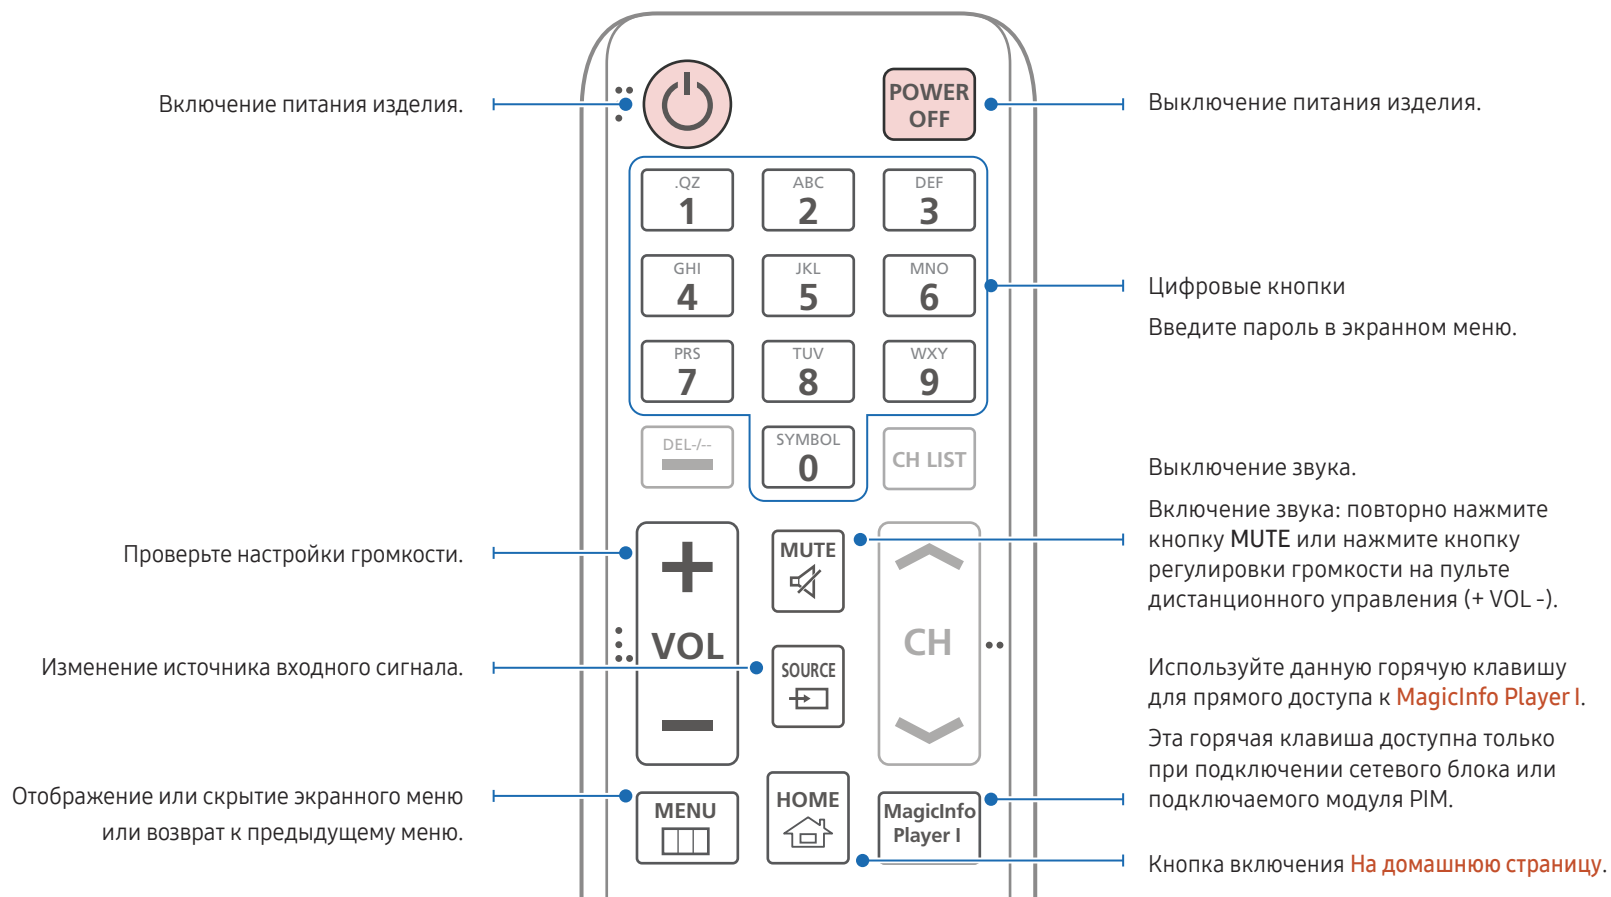 Включение питания изделия.
POWER
OFF
Выключение питания изделия.
.QZ
1
ABC
2
DEF
3
GHI
4
JKL
5
MNO
6
Цифровые кнопки
Введите пароль в экранном меню.
PRS
7
TUV
8
WXY
9
DEL-/--
SYMBOL
0
CH LIST
Выключение звука.
Включение звука: повторно нажмите
кнопку MUTE или нажмите кнопку
регулировки громкости на пульте
дистанционного управления (+ VOL -).
Проверьте настройки громкости.
+
VOL
−
MUTE
CH
Изменение источника входного сигнала.
SOURCE
Используйте данную горячую клавишу
для прямого доступа к MagicInfo Player I.
Эта горячая клавиша доступна только
при подключении сетевого блока или
подключаемого модуля PIM.
Отображение или скрытие экранного меню
или возврат к предыдущему меню.
MENU
HOME
MagicInfo
Player I
Кнопка включения На домашнюю страницу.